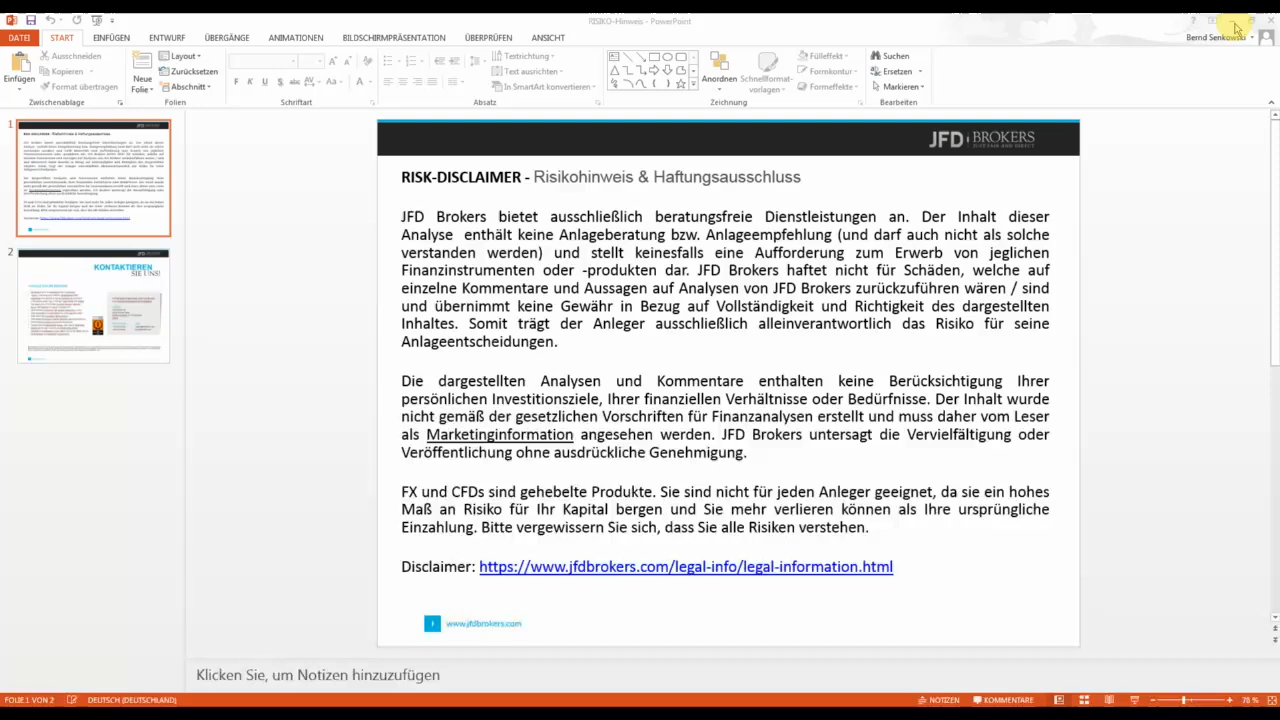 RISIKO-Hinweis - PowerPoint
DATEI START EINFÜGEN ENTWURF ÜBERGÄNGE ANIMATIONEN BILDSCHIRMPRÄSENTATION ÜBERPRÜFEN ANSICHT
Bernd Senkowski
Einfügen
Ausschneiden
Kopieren
Format übertragen
Zwischenablage
Neue
Folie
Layout
Zurücksetzen
Abschnitt
Folien
F K U S abc AV Aa A
Schriftart
Textrichtung
Text ausrichten
In SmartArt konvertieren
Absatz
Anordnen
Schnellformat-
vorlagen
Fülleffekt
Formkontur
Formeffekte
Zeichnung
Suchen
Ersetzen
Markieren
Bearbeiten
1
2
KONTAKTIEREN
SIE UNS!
JFD BROKERS
JUST FAIR AND DIRECT
RISK-DISCLAIMER - Risikohinweis & Haftungsausschluss
JFD Brokers bietet ausschließlich beratungsfreie Dienstleistungen an. Der Inhalt dieser
Analyse enthält keine Anlageberatung bzw. Anlageempfehlung (und darf auch nicht als solche
verstanden werden) und stellt keinesfalls eine Aufforderung zum Erwerb von jeglichen
Finanzinstrumenten oder -produkten dar. JFD Brokers haftet nicht für Schäden, welche auf
einzelne Kommentare und Aussagen auf Analysen von JFD Brokers zurückzuführen wären / sind
und übernimmt keine Gewähr in Bezug auf Vollständigkeit und Richtigkeit des dargestellten
Inhaltes. Somit trägt der Anleger ausschließlich alleinverantwortlich das Risiko für seine
Anlageentscheidungen.
Die dargestellten Analysen und Kommentare enthalten keine Berücksichtigung Ihrer
persönlichen Investitionsziele, Ihrer finanziellen Verhältnisse oder Bedürfnisse. Der Inhalt wurde
nicht gemäß der gesetzlichen Vorschriften für Finanzanalysen erstellt und muss daher vom Leser
als Marketinginformation angesehen werden. JFD Brokers untersagt die Vervielfältigung oder
Veröffentlichung ohne ausdrückliche Genehmigung.
FX und CFDs sind gehebelte Produkte. Sie sind nicht für jeden Anleger geeignet, da sie ein hohes
Maß an Risiko für Ihr Kapital bergen und Sie mehr verlieren können als Ihre ursprüngliche
Einzahlung. Bitte vergewissern Sie sich, dass Sie alle Risiken verstehen.
Disclaimer: https://www.jfdbrokers.com/legal-info/legal-information.html
www.jfdbrokers.com
Klicken Sie, um Notizen hinzuzufügen
FOLIE 1 VON 2 DEUTSCH (DEUTSCHLAND) NOTIZEN KOMMENTARE 78 %